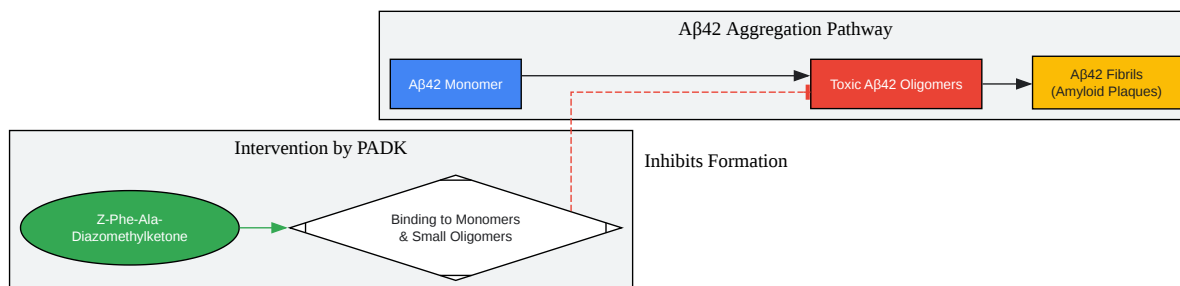 Aβ42 Aggregation Pathway
Aβ42 Monomer
Toxic Aβ42 Oligomers
Aβ42 Fibrils
(Amyloid Plaques)
Intervention by PADK
Inhibits Formation
Z-Phe-Ala-
Diazomethylketone
Binding to Monomers
& Small Oligomers